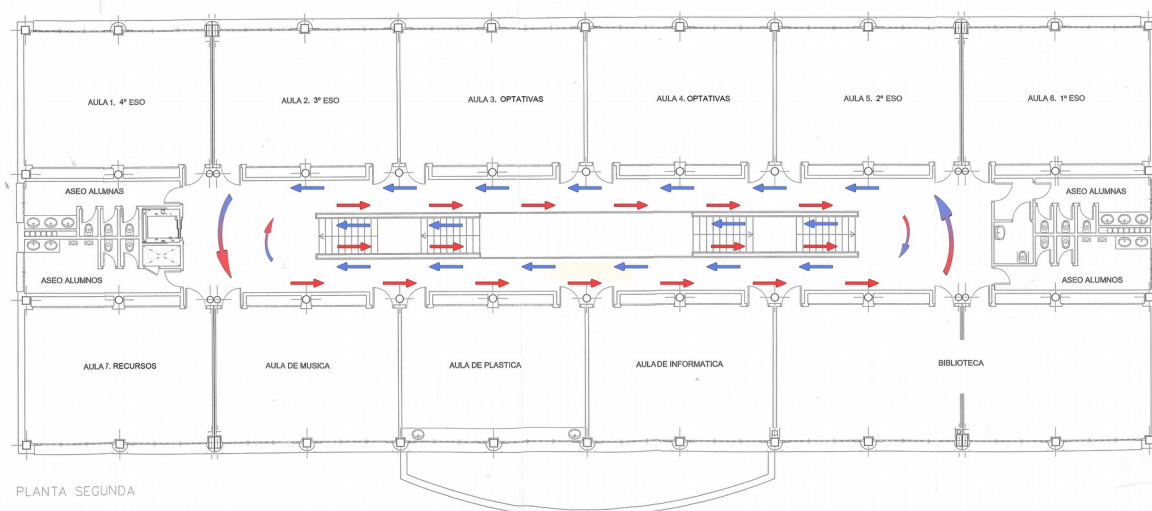 AULA 1. 4º ESO
AULA 2. 3º ESO
AULA 3. OPTATIVAS
AULA 4. OPTATIVAS
AULA 5. 2º ESO
AULA 6. 1º ESO
ASEO ALUMNAS
ASEO ALUMNAS
ASEO ALUMNOS
ASEO ALUMNOS
AULA 7. RECURSOS
AULA DE MUSICA
AULA DE PLASTICA
AULA DE INFORMATICA
BIBLIOTECA
PLANTA SEGUNDA